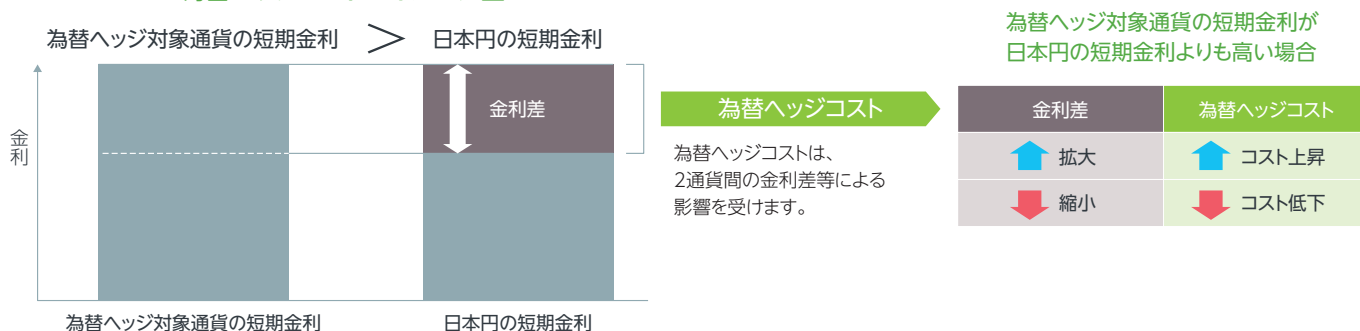 為替ヘッジ対象通貨の短期金利 > 日本円の短期金利
金利
金利差
為替ヘッジ対象通貨の短期金利
日本円の短期金利
為替ヘッジコスト
為替ヘッジコストは、
2通貨間の金利差等による
影響を受けます。
為替ヘッジ対象通貨の短期金利が
日本円の短期金利よりも高い場合
金利差 為替ヘッジコスト
拡大 コスト上昇
縮小 コスト低下